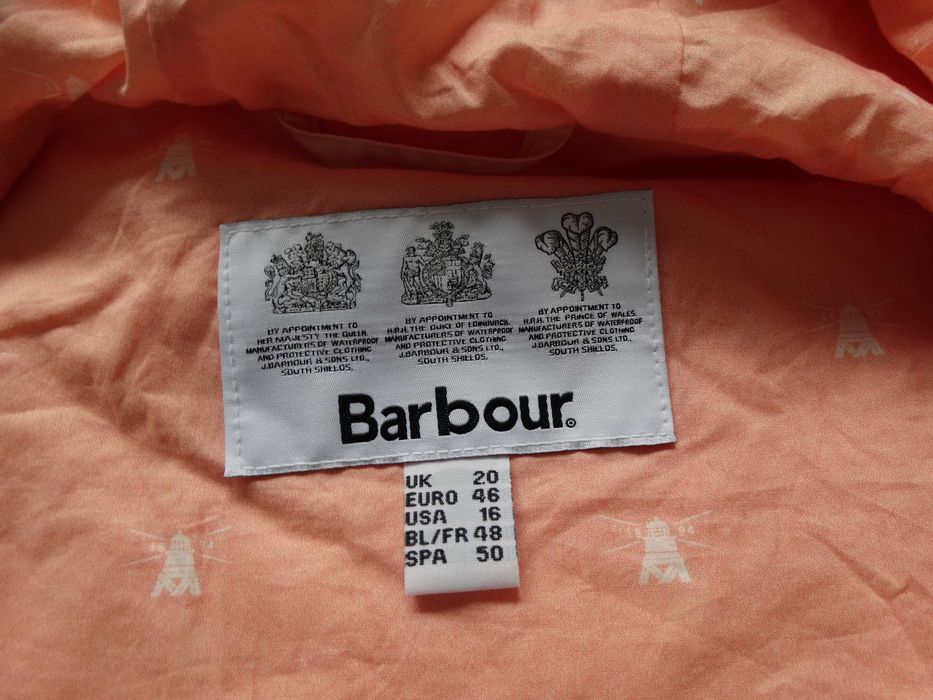 BY APPOINTMENT TO
HER MAJESTY THE QUEEN,
MANUFACTURERS OF WATERPROOF
AND PROTECTIVE CLOTHING
J.BARBOUR & SONS LTD.,
SOUTH SHIELDS.
BY APPOINTMENT TO
H.R.H. THE DUKE OF EDINBURGH,
MANUFACTURERS OF WATERPROOF
AND PROTECTIVE CLOTHING
J.BARBOUR & SONS LTD.,
SOUTH SHIELDS.
BY APPOINTMENT TO
H.R.H. THE PRINCE OF WALES,
MANUFACTURERS OF WATERPROOF
AND PROTECTIVE CLOTHING
J.BARBOUR & SONS LTD.,
SOUTH SHIELDS.
Barbour®
UK 20
EURO 46
USA 16
BL/FR 48
SPA 50